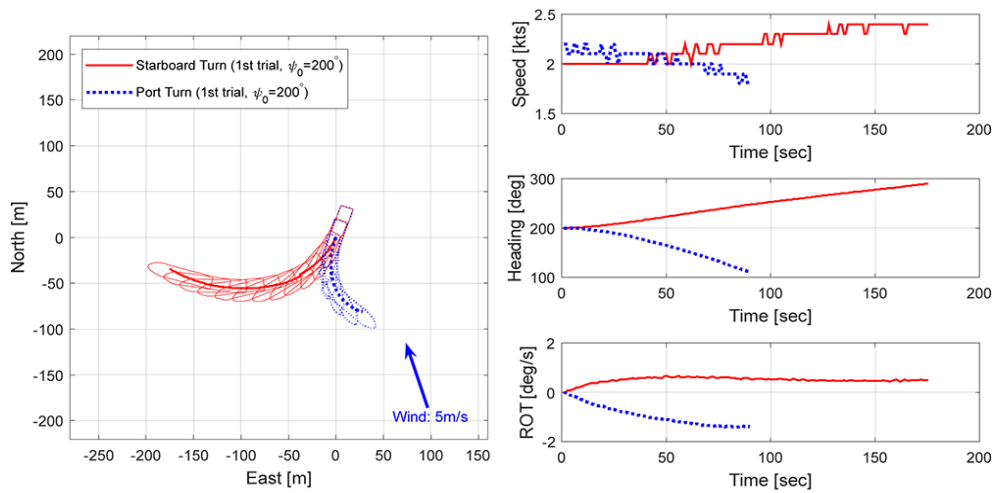 North [m]
200
150
100
50
0
-50
-100
-150
-200
-250 -200 -150 -100 -50 0 50 100 150
East [m]
Starboard Turn (1st trial, ψ0=200°)
Port Turn (1st trial, ψ0=200°)
Wind: 5m/s
Speed [kts]
2.5
2
1.5
0 50 100 150 200
Time [sec]
Heading [deg]
300
200
100
0 50 100 150 200
Time [sec]
ROT [deg/s]
2
0
-2
0 50 100 150 200
Time [sec]